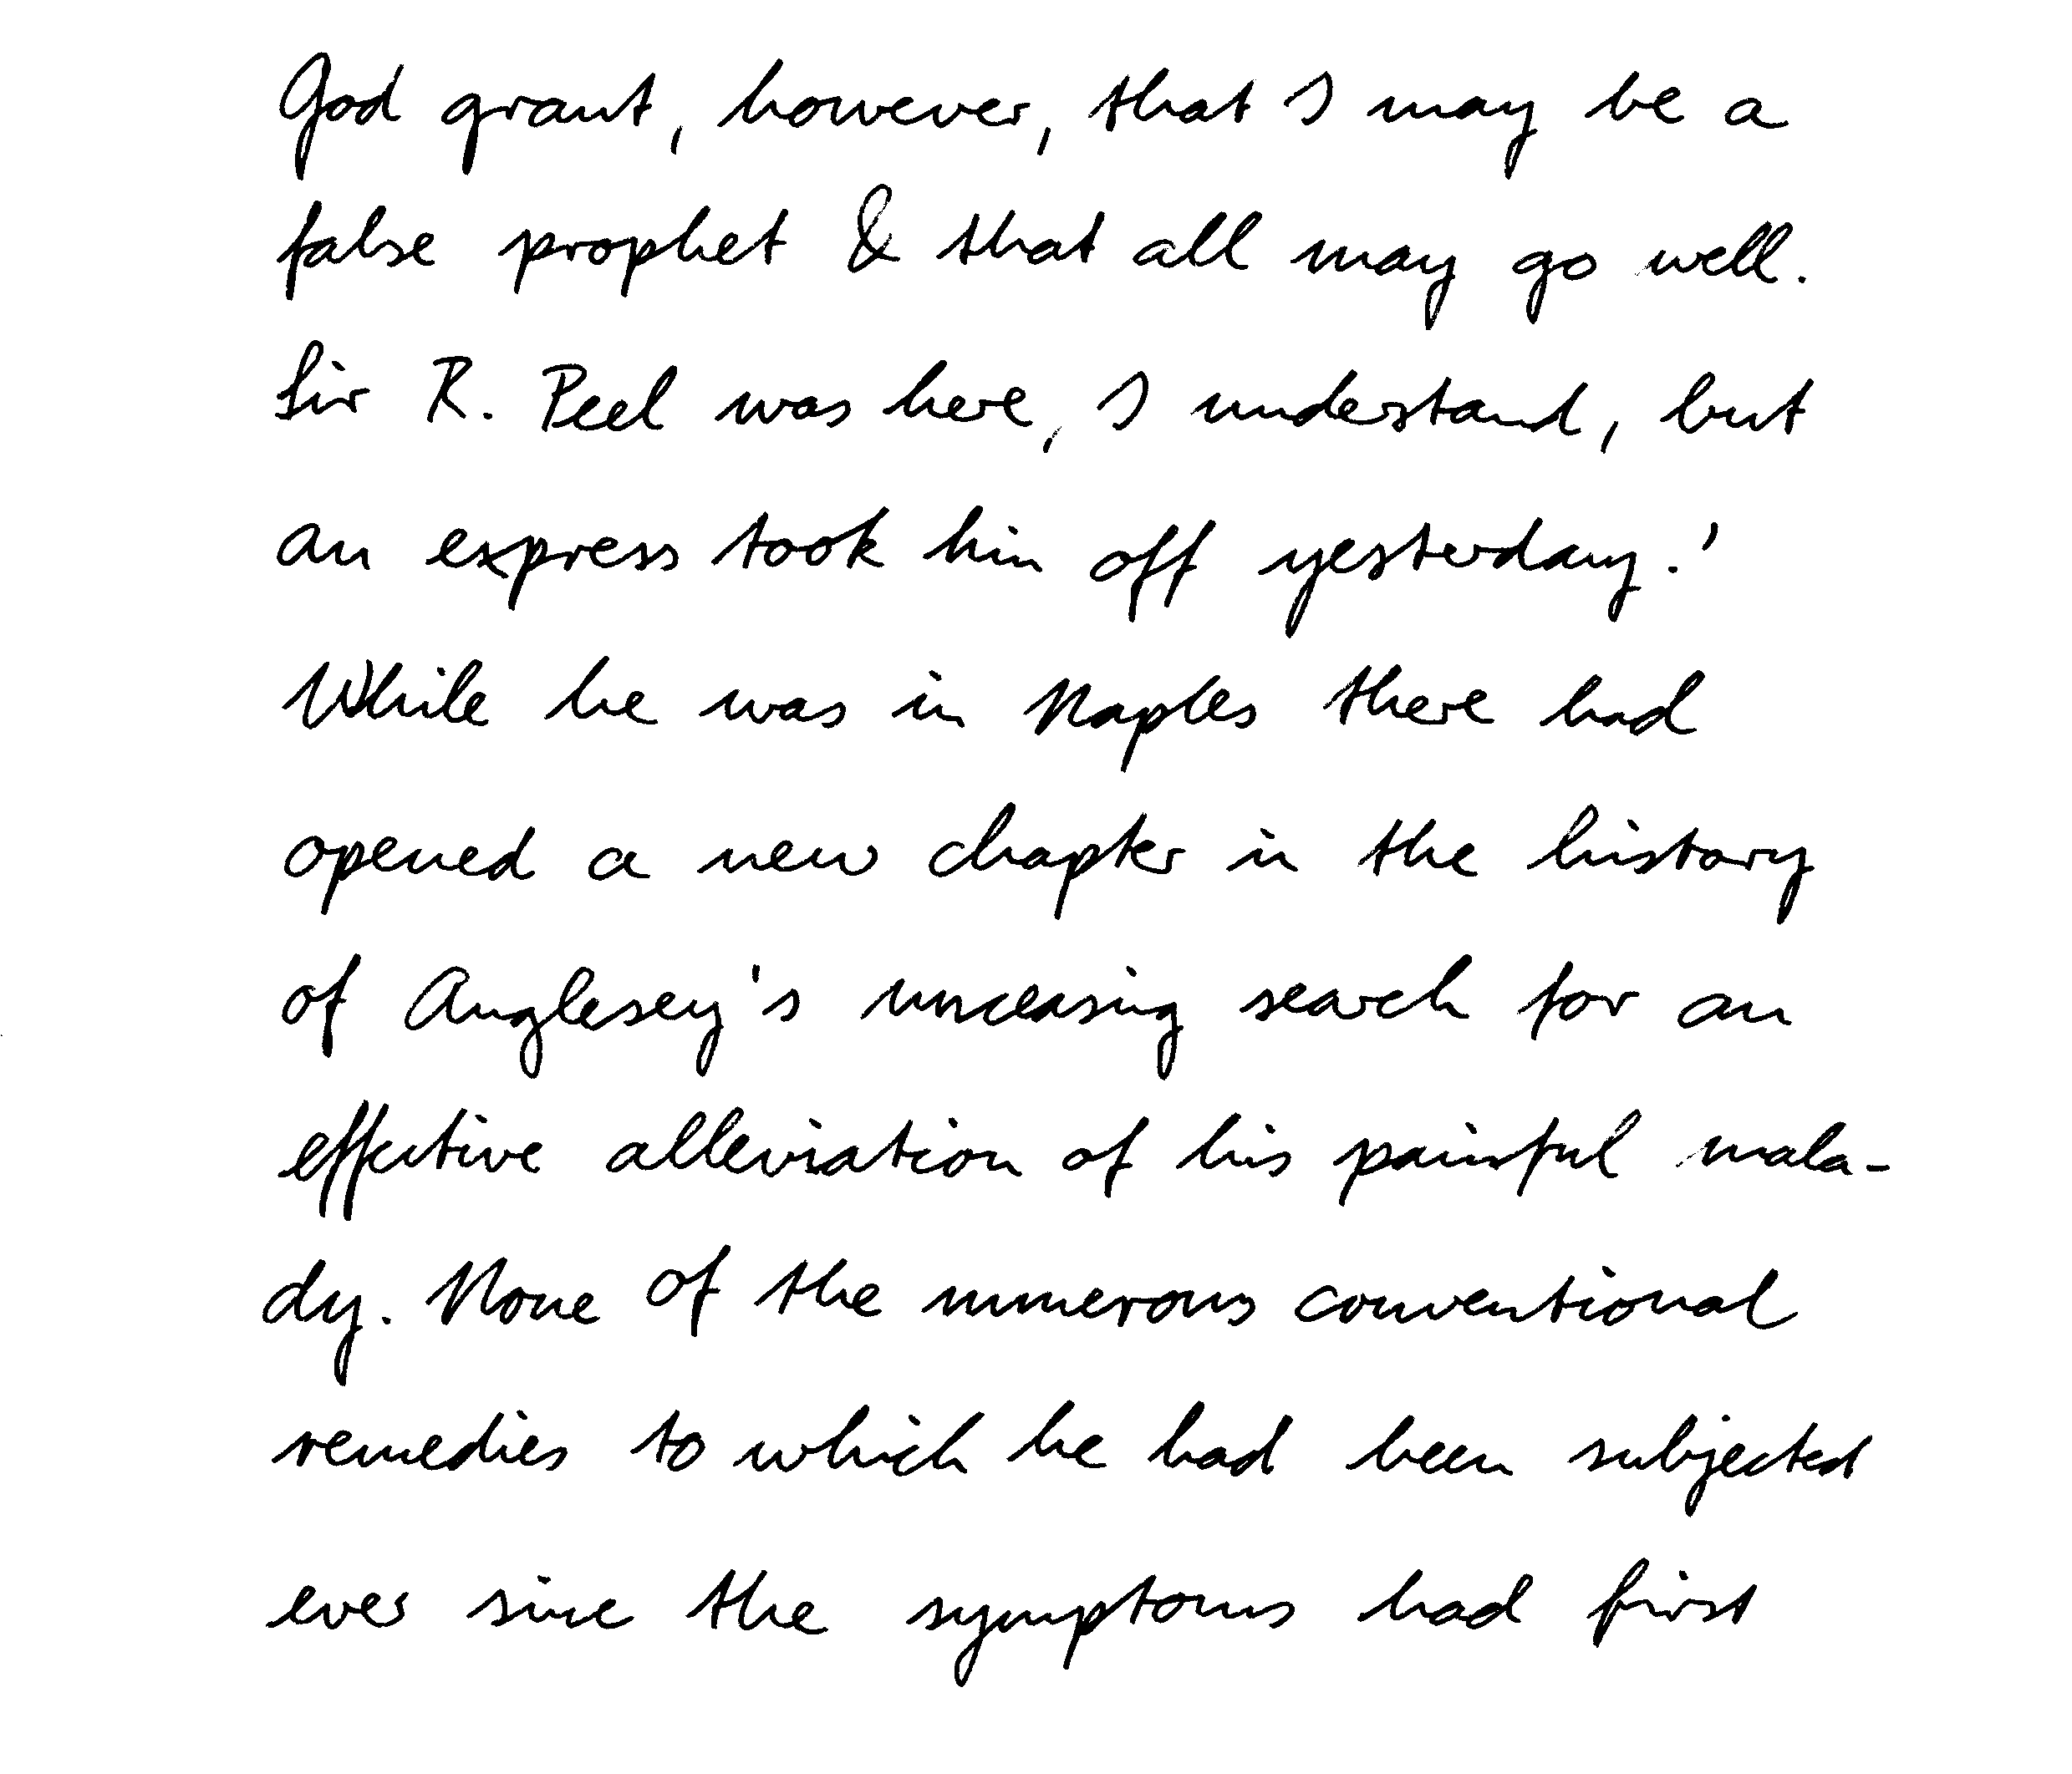 God grant, however, that I may be a
false prophet & that all may go well.
Sir R. Peel was here, I understand, but
an express took him off yesterday.'
While he was in Naples there had
opened a new chapter in the history
of Anglesey's unceasing search for an
effective alleviation of his painful mala-
dy. None of the numerous conventional
remedies to which he had been subjected
ever since the symptoms had first